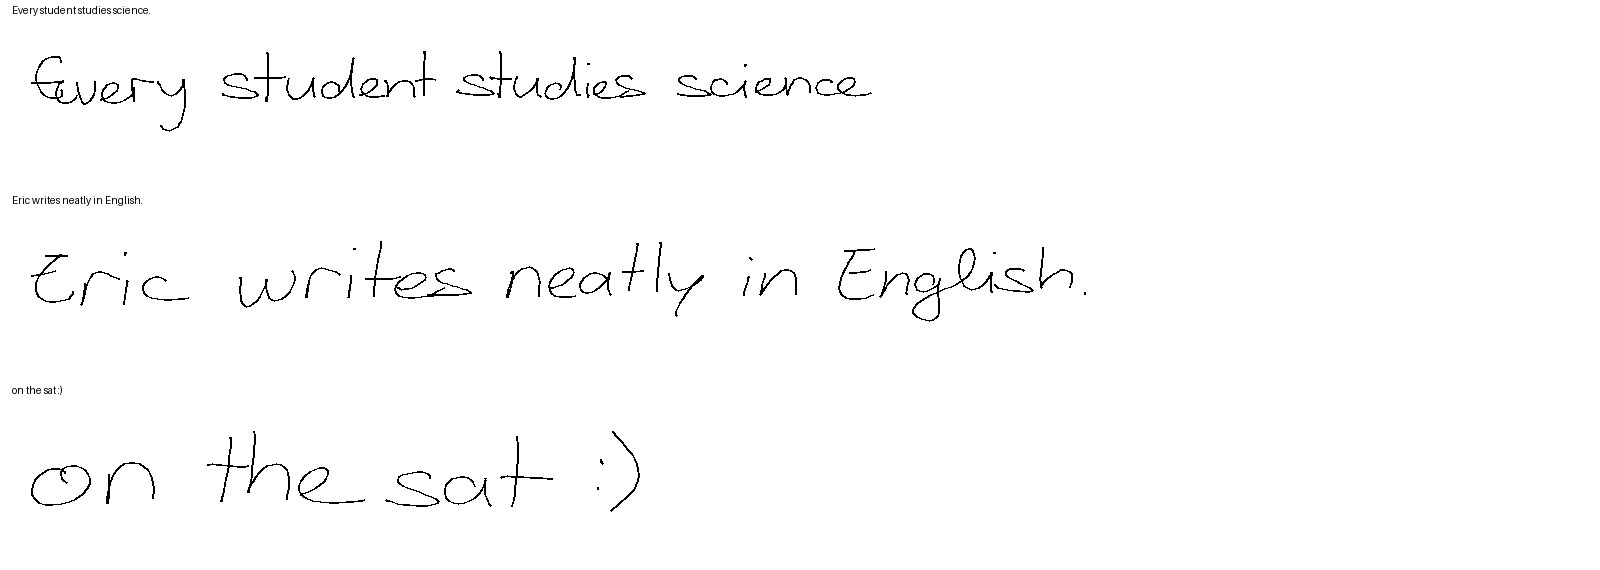 Every student studies science.
Every student studies science
Eric writes neatly in English.
Eric writes neatly in English.
on the sat :)
on the sat :)